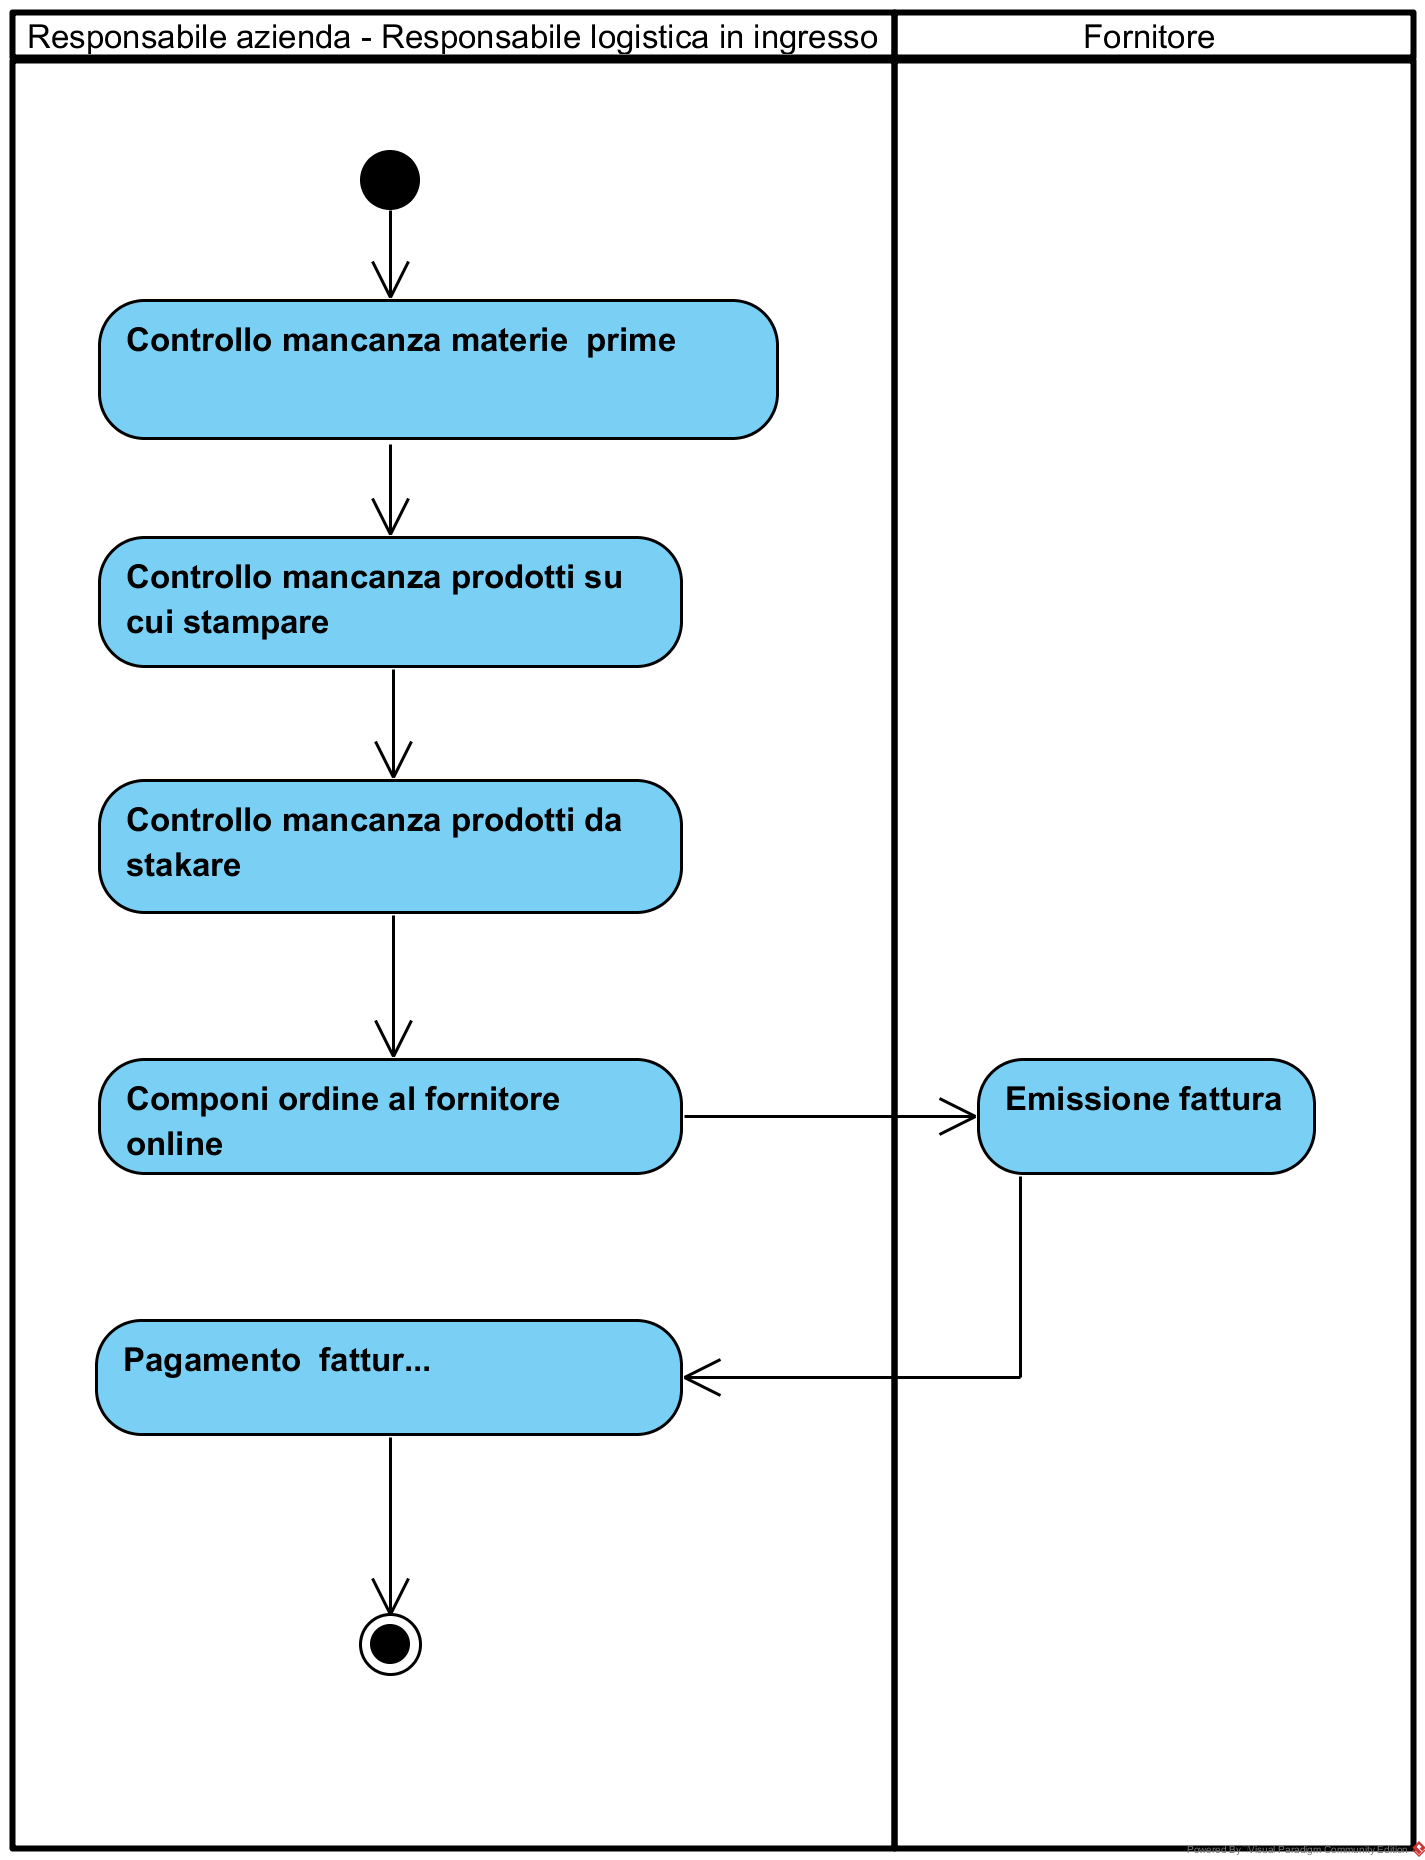 Responsabile azienda - Responsabile logistica in ingresso
Fornitore
Controllo mancanza materie  prime
Controllo mancanza prodotti su
cui stampare
Controllo mancanza prodotti da
stakare
Componi ordine al fornitore
online
Emissione fattura
Pagamento  fattur...
Powered By  Visual Paradigm Community Edition